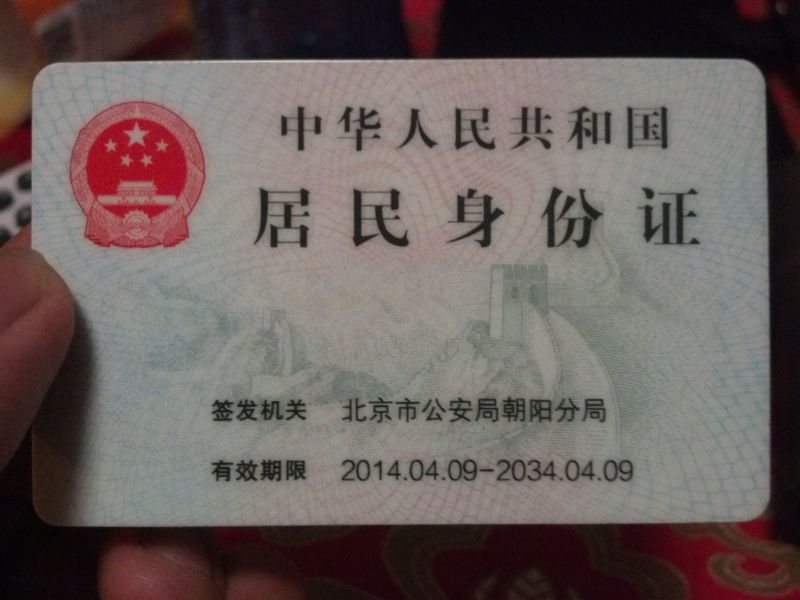 中华人民共和国
居民身份证
签发机关 北京市公安局朝阳分局
有效期限 2014.04.09-2034.04.09